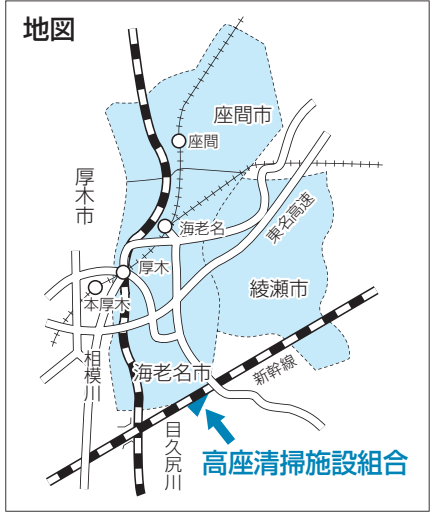 地図
座間市
座間
厚木市
海老名
東名高速
厚木
本厚木
綾瀬市
相模川
海老名市
新幹線
目久尻川
高座清掃施設組合